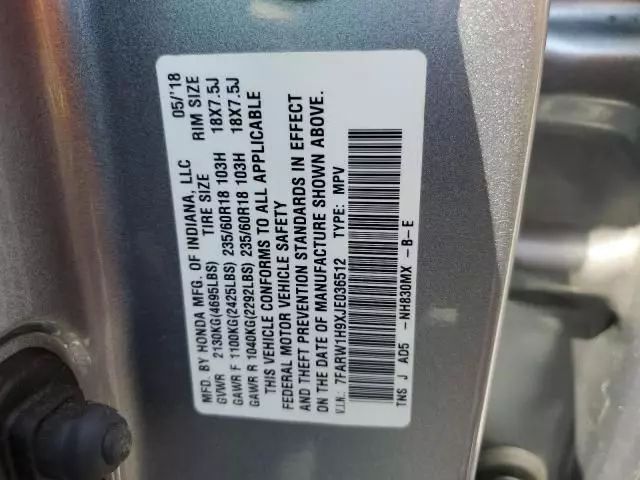 MFD. BY HONDA MFG. OF INDIANA, LLC 05/'18
GVWR 2130KG(4695LBS) TIRE SIZE RIM SIZE
GAWR F 1100KG(2425LBS) 235/60R18 103H 18X7.5J
GAWR R 1040KG(2292LBS) 235/60R18 103H 18X7.5J
THIS VEHICLE CONFORMS TO ALL APPLICABLE
FEDERAL MOTOR VEHICLE SAFETY
AND THEFT PREVENTION STANDARDS IN EFFECT
ON THE DATE OF MANUFACTURE SHOWN ABOVE.
V.I.N.: 7FARW1H9XJE036512 TYPE: MPV
TNS J AD5 -NH830MX -B-E